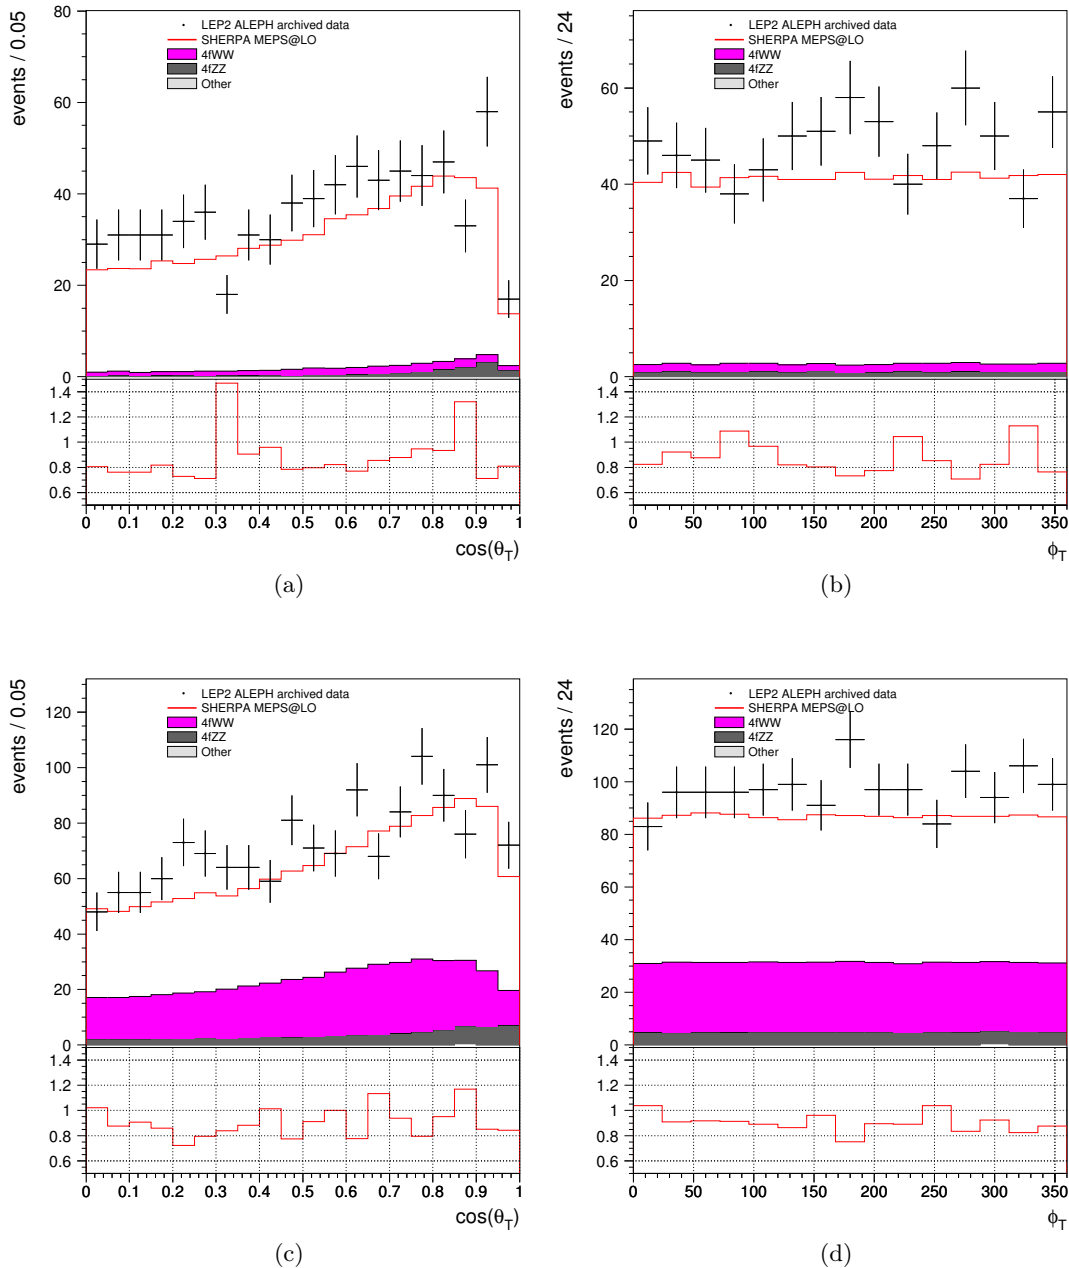 events / 0.05
80
60
40
20
0
LEP2 ALEPH archived data
SHERPA MEPS@LO
4fWW
4fZZ
Other
1.4
1.2
1
0.8
0.6
0 0.1 0.2 0.3 0.4 0.5 0.6 0.7 0.8 0.9 1
cos(θ_T)
(a)
events / 24
60
40
20
0
LEP2 ALEPH archived data
SHERPA MEPS@LO
4fWW
4fZZ
Other
1.4
1.2
1
0.8
0.6
0 50 100 150 200 250 300 350
ϕ_T
(b)
events / 0.05
120
100
80
60
40
20
0
LEP2 ALEPH archived data
SHERPA MEPS@LO
4fWW
4fZZ
Other
1.4
1.2
1
0.8
0.6
0 0.1 0.2 0.3 0.4 0.5 0.6 0.7 0.8 0.9 1
cos(θ_T)
(c)
events / 24
120
100
80
60
40
20
0
LEP2 ALEPH archived data
SHERPA MEPS@LO
4fWW
4fZZ
Other
1.4
1.2
1
0.8
0.6
0 50 100 150 200 250 300 350
ϕ_T
(d)